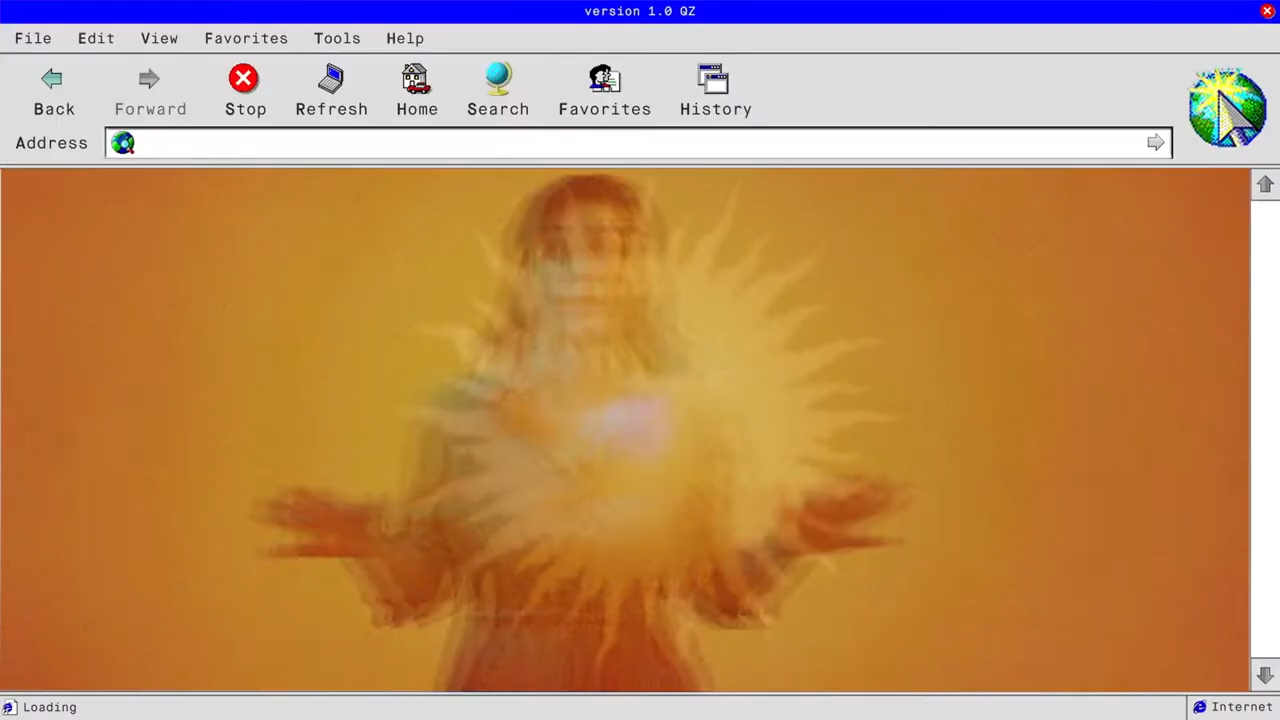 version 1.0 QZ
File Edit View Favorites Tools Help
Back Forward Stop Refresh Home Search Favorites History
Address
Loading Internet